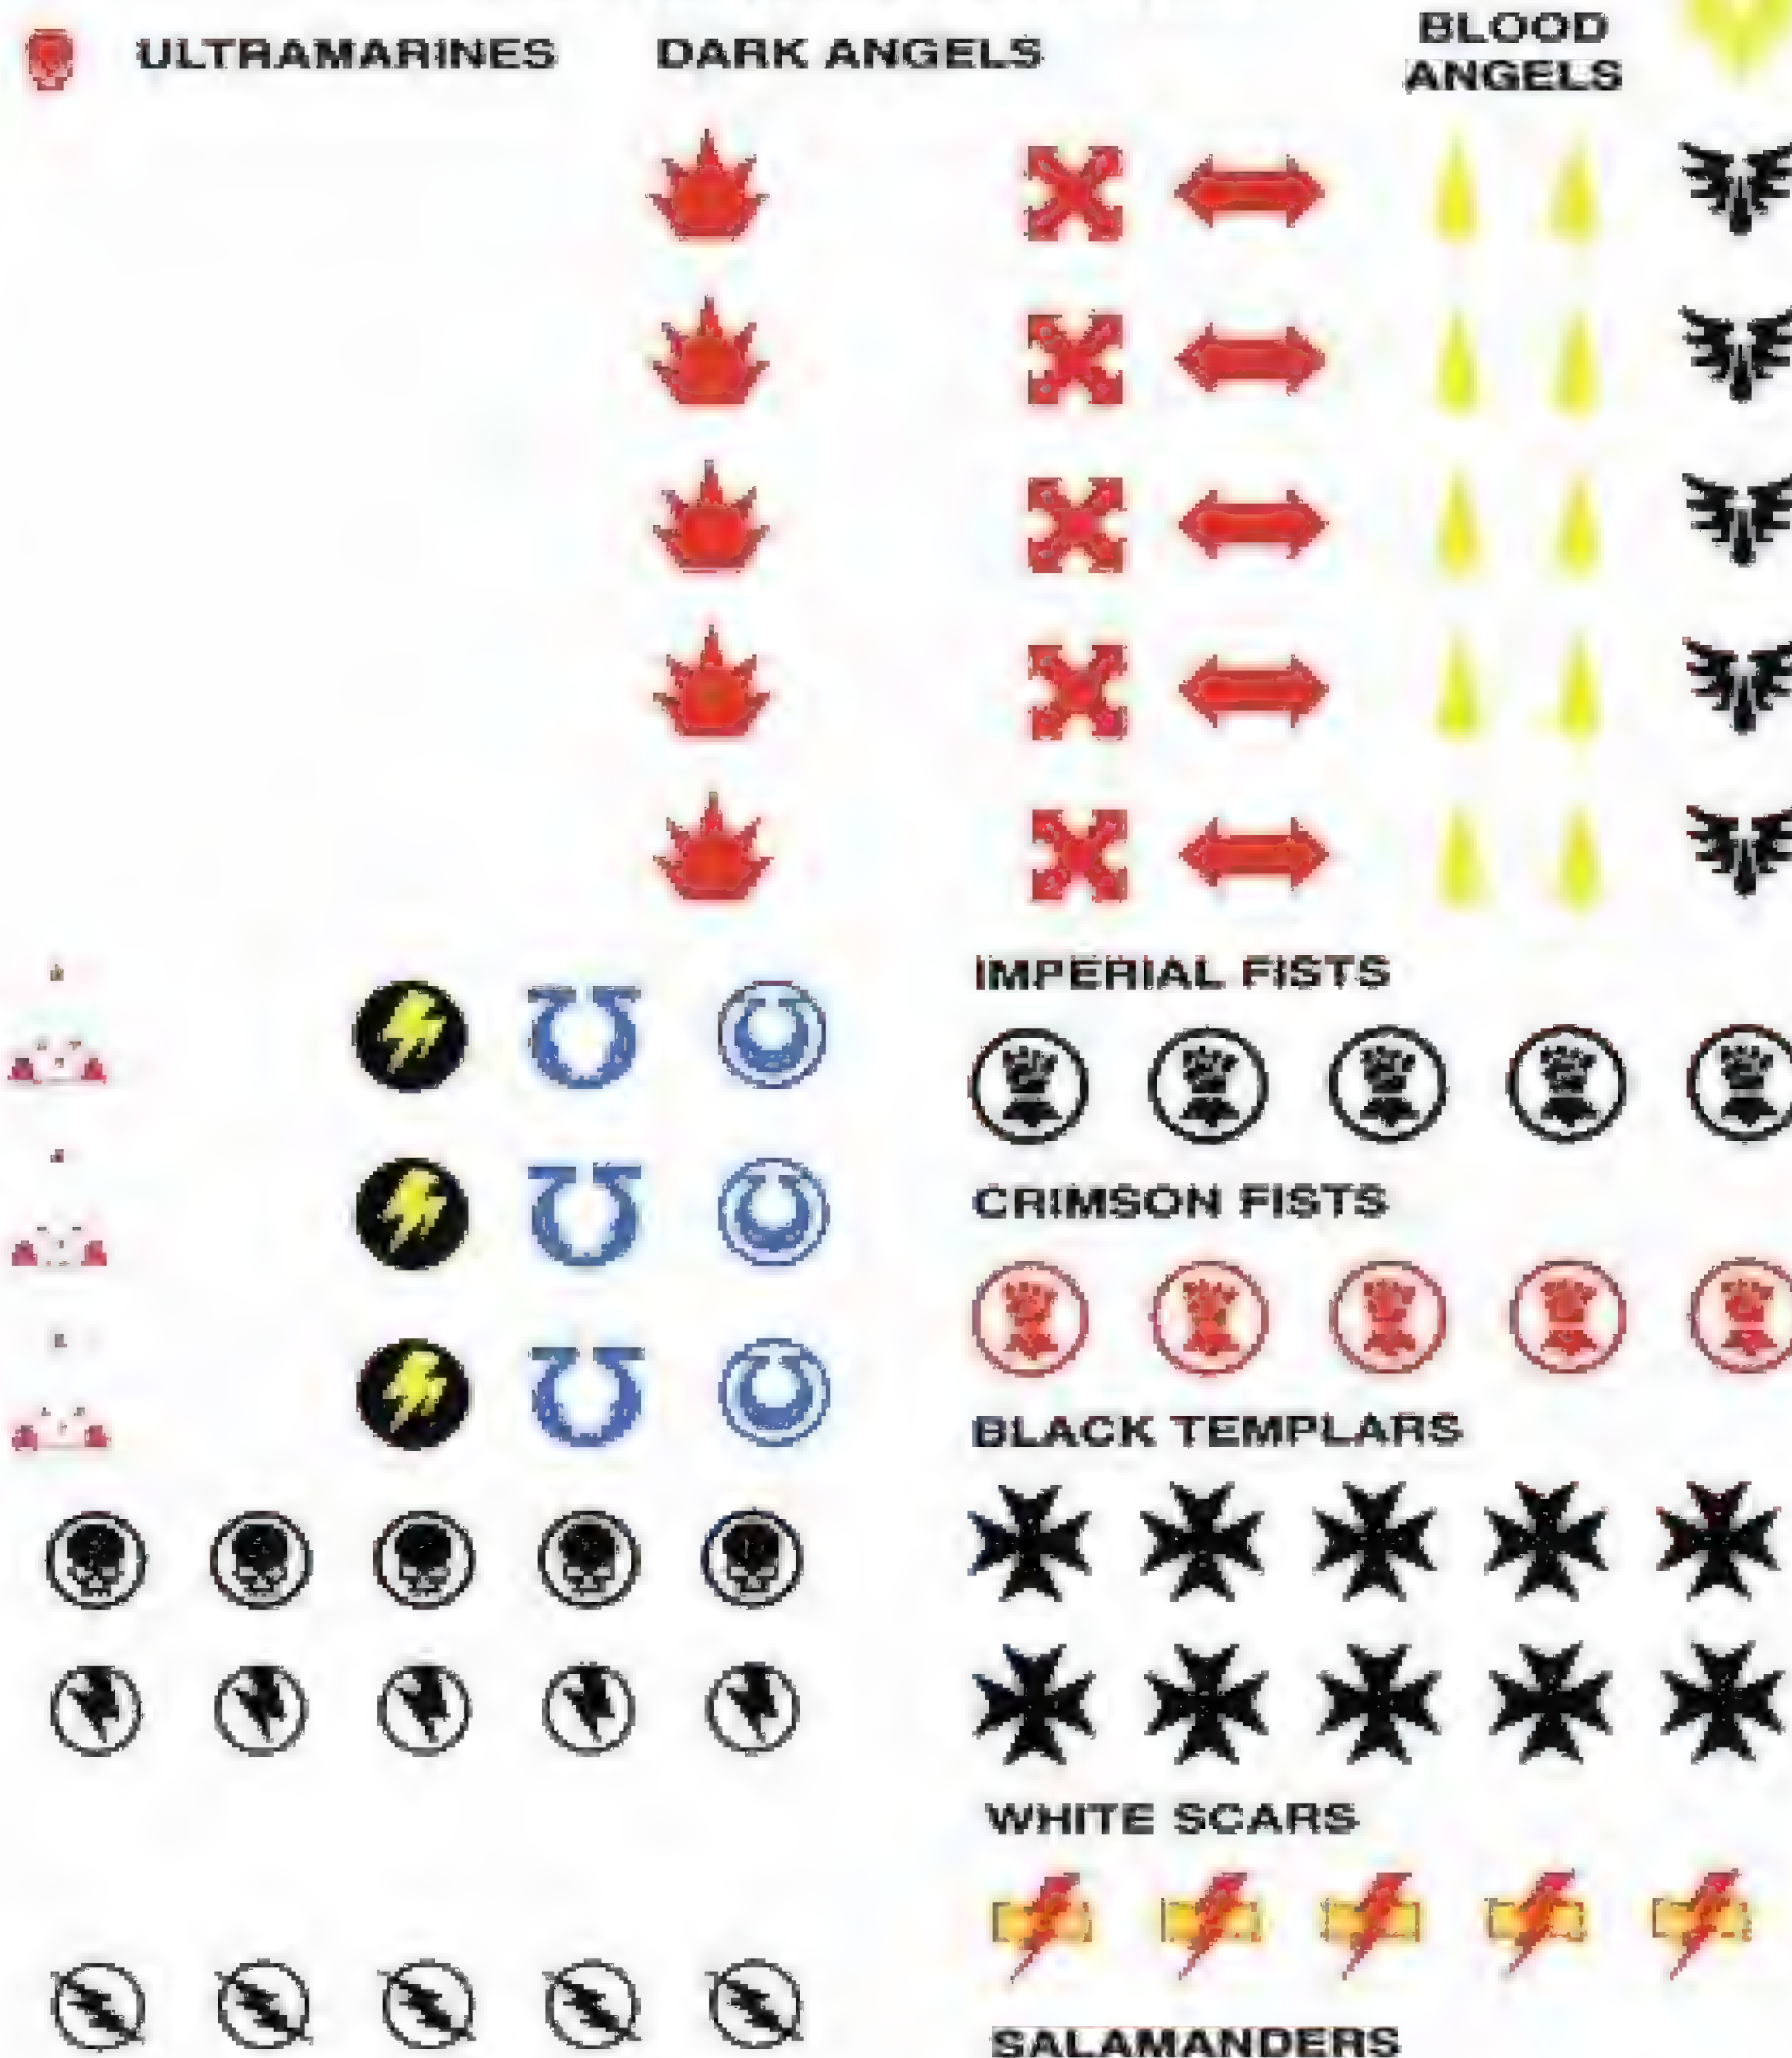 ULTRAMARINES
DARK ANGELS
BLOOD
ANGELS
IMPERIAL FISTS
CRIMSON FISTS
BLACK TEMPLARS
WHITE SCARS
SALAMANDERS